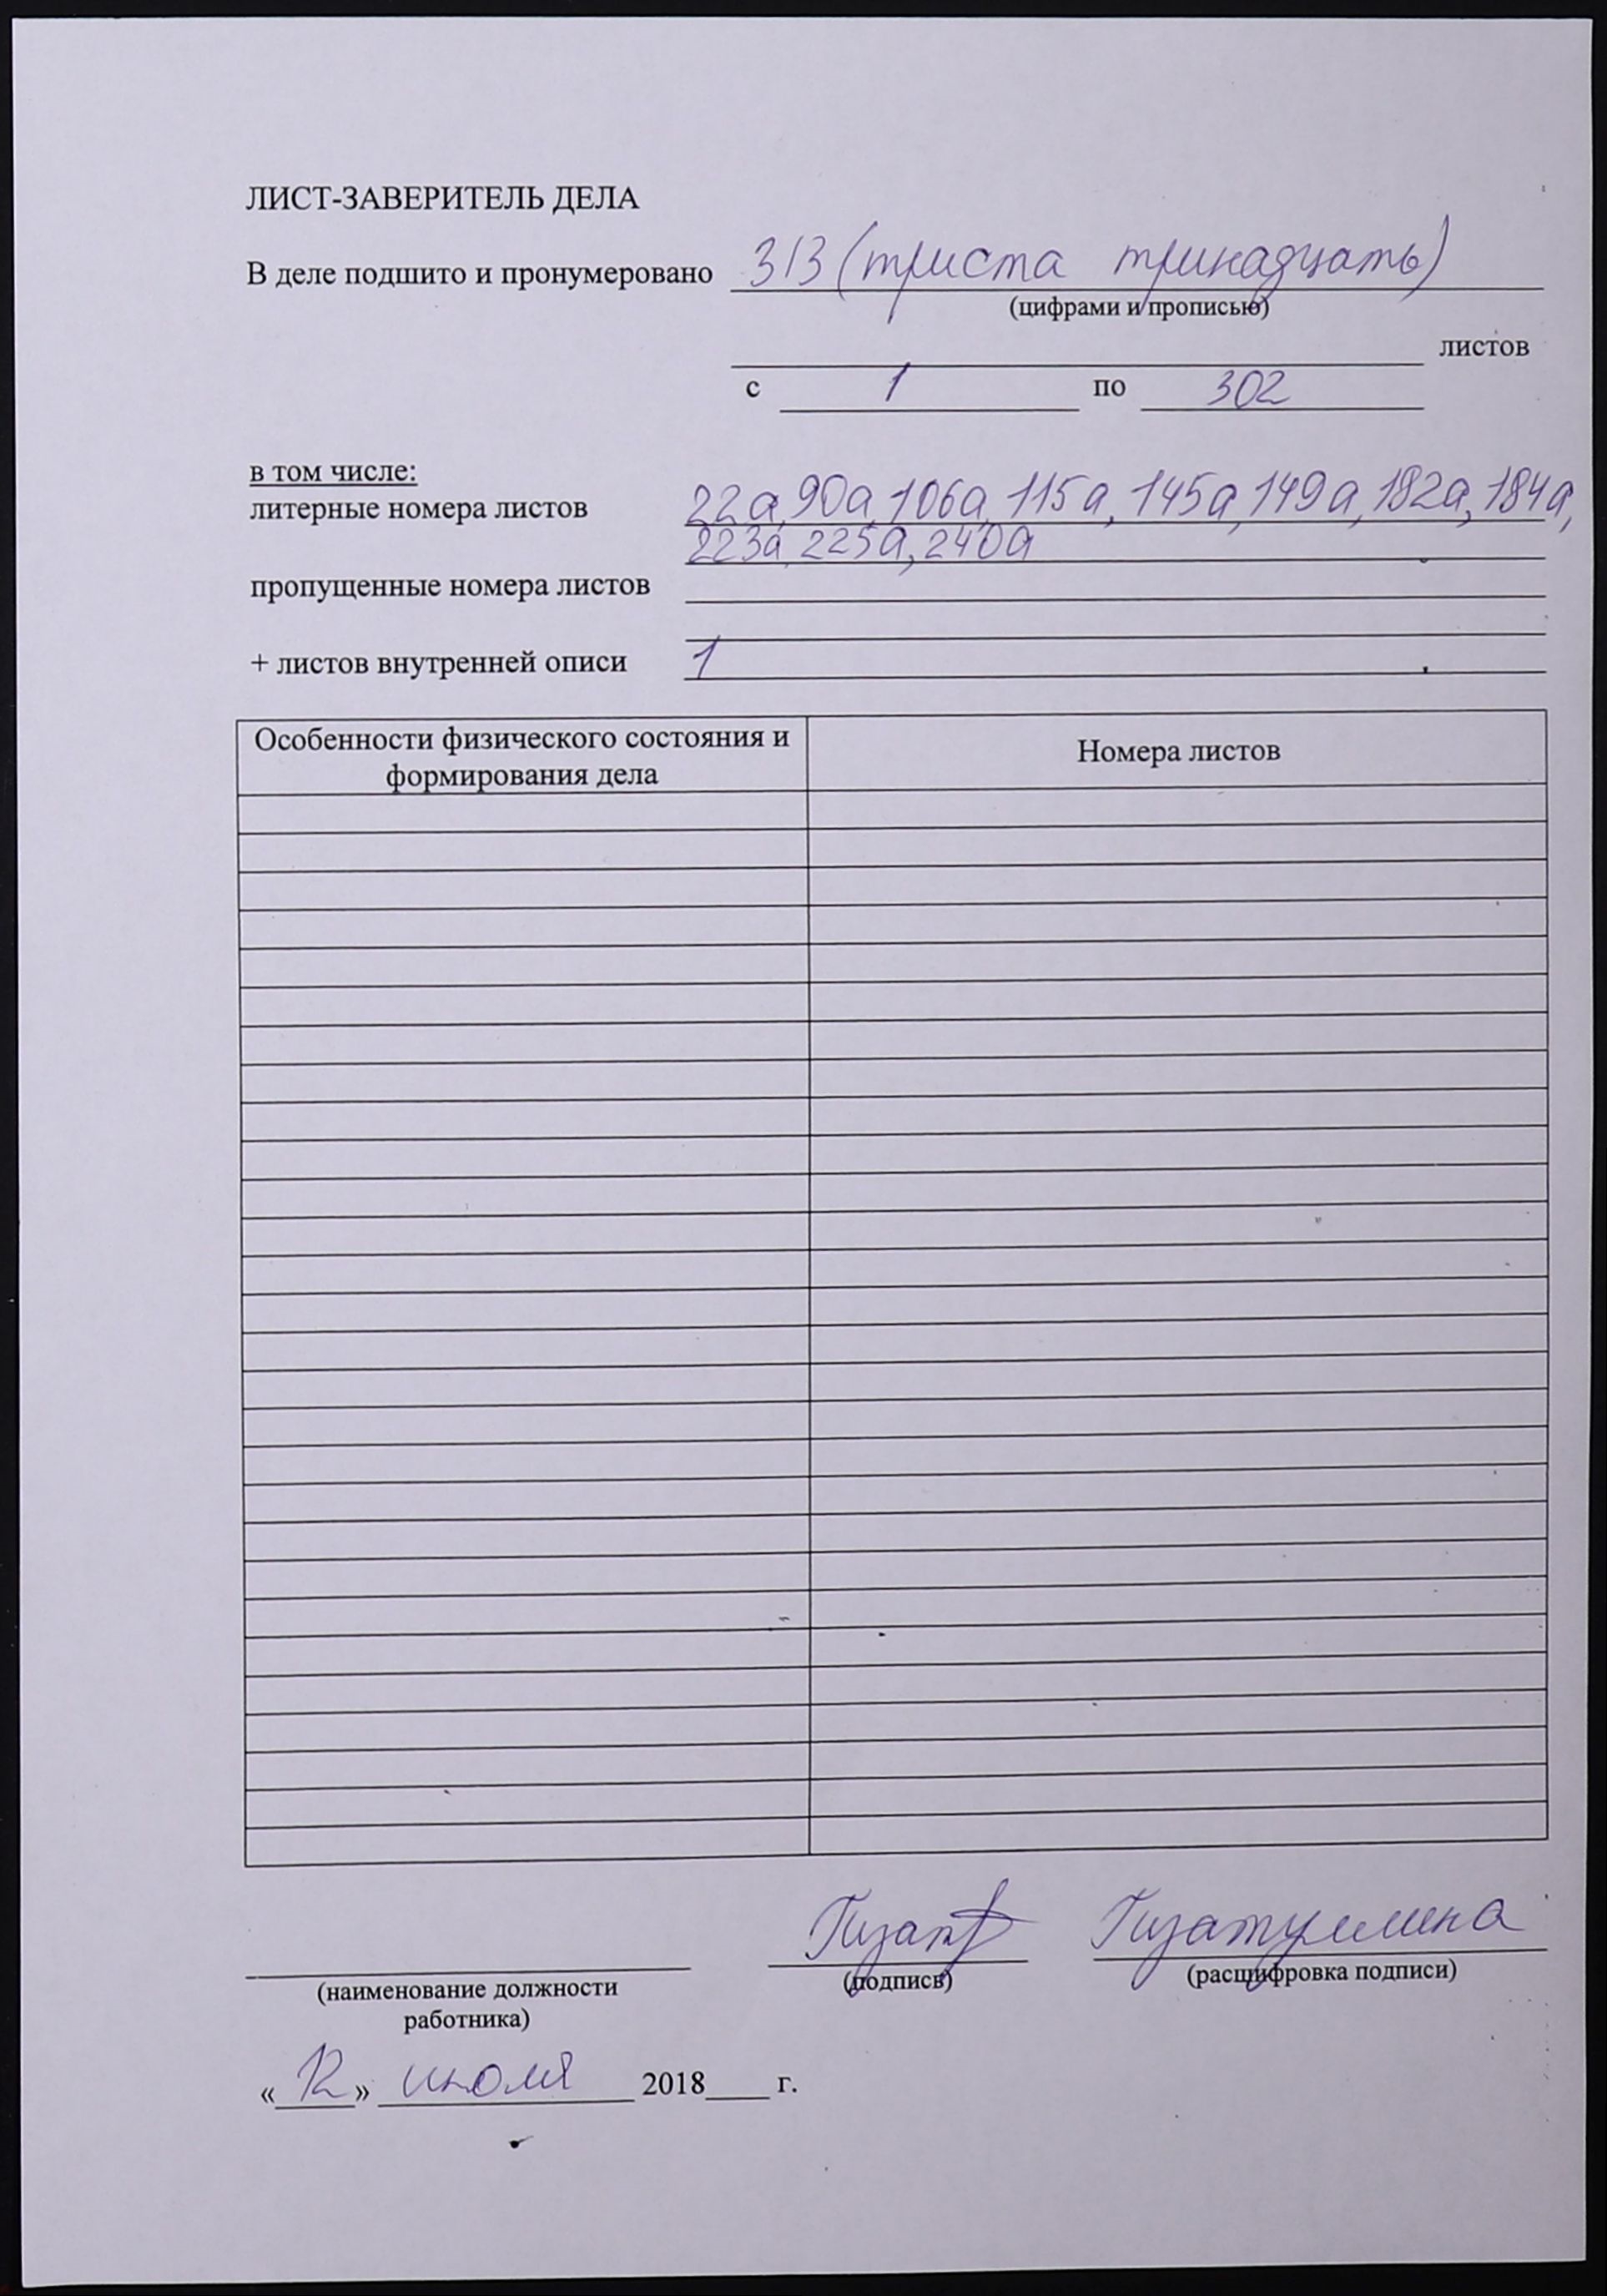 ЛИСТ-ЗАВЕРИТЕЛЬ ДЕЛА
В деле подшито и пронумеровано 313 (триста тринадцать)
(цифрами и прописью)
листов
с 1 по 302
в том числе:
литерные номера листов 22а, 90а, 106а, 115а, 145а, 149а, 182а, 184а,
223а, 225а, 240а
пропущенные номера листов
+ листов внутренней описи 1
Особенности физического состояния и формирования дела
Номера листов
Гизатуллина
(наименование должности работника)
(подпись)
(расшифровка подписи)
«12» июля 2018 г.